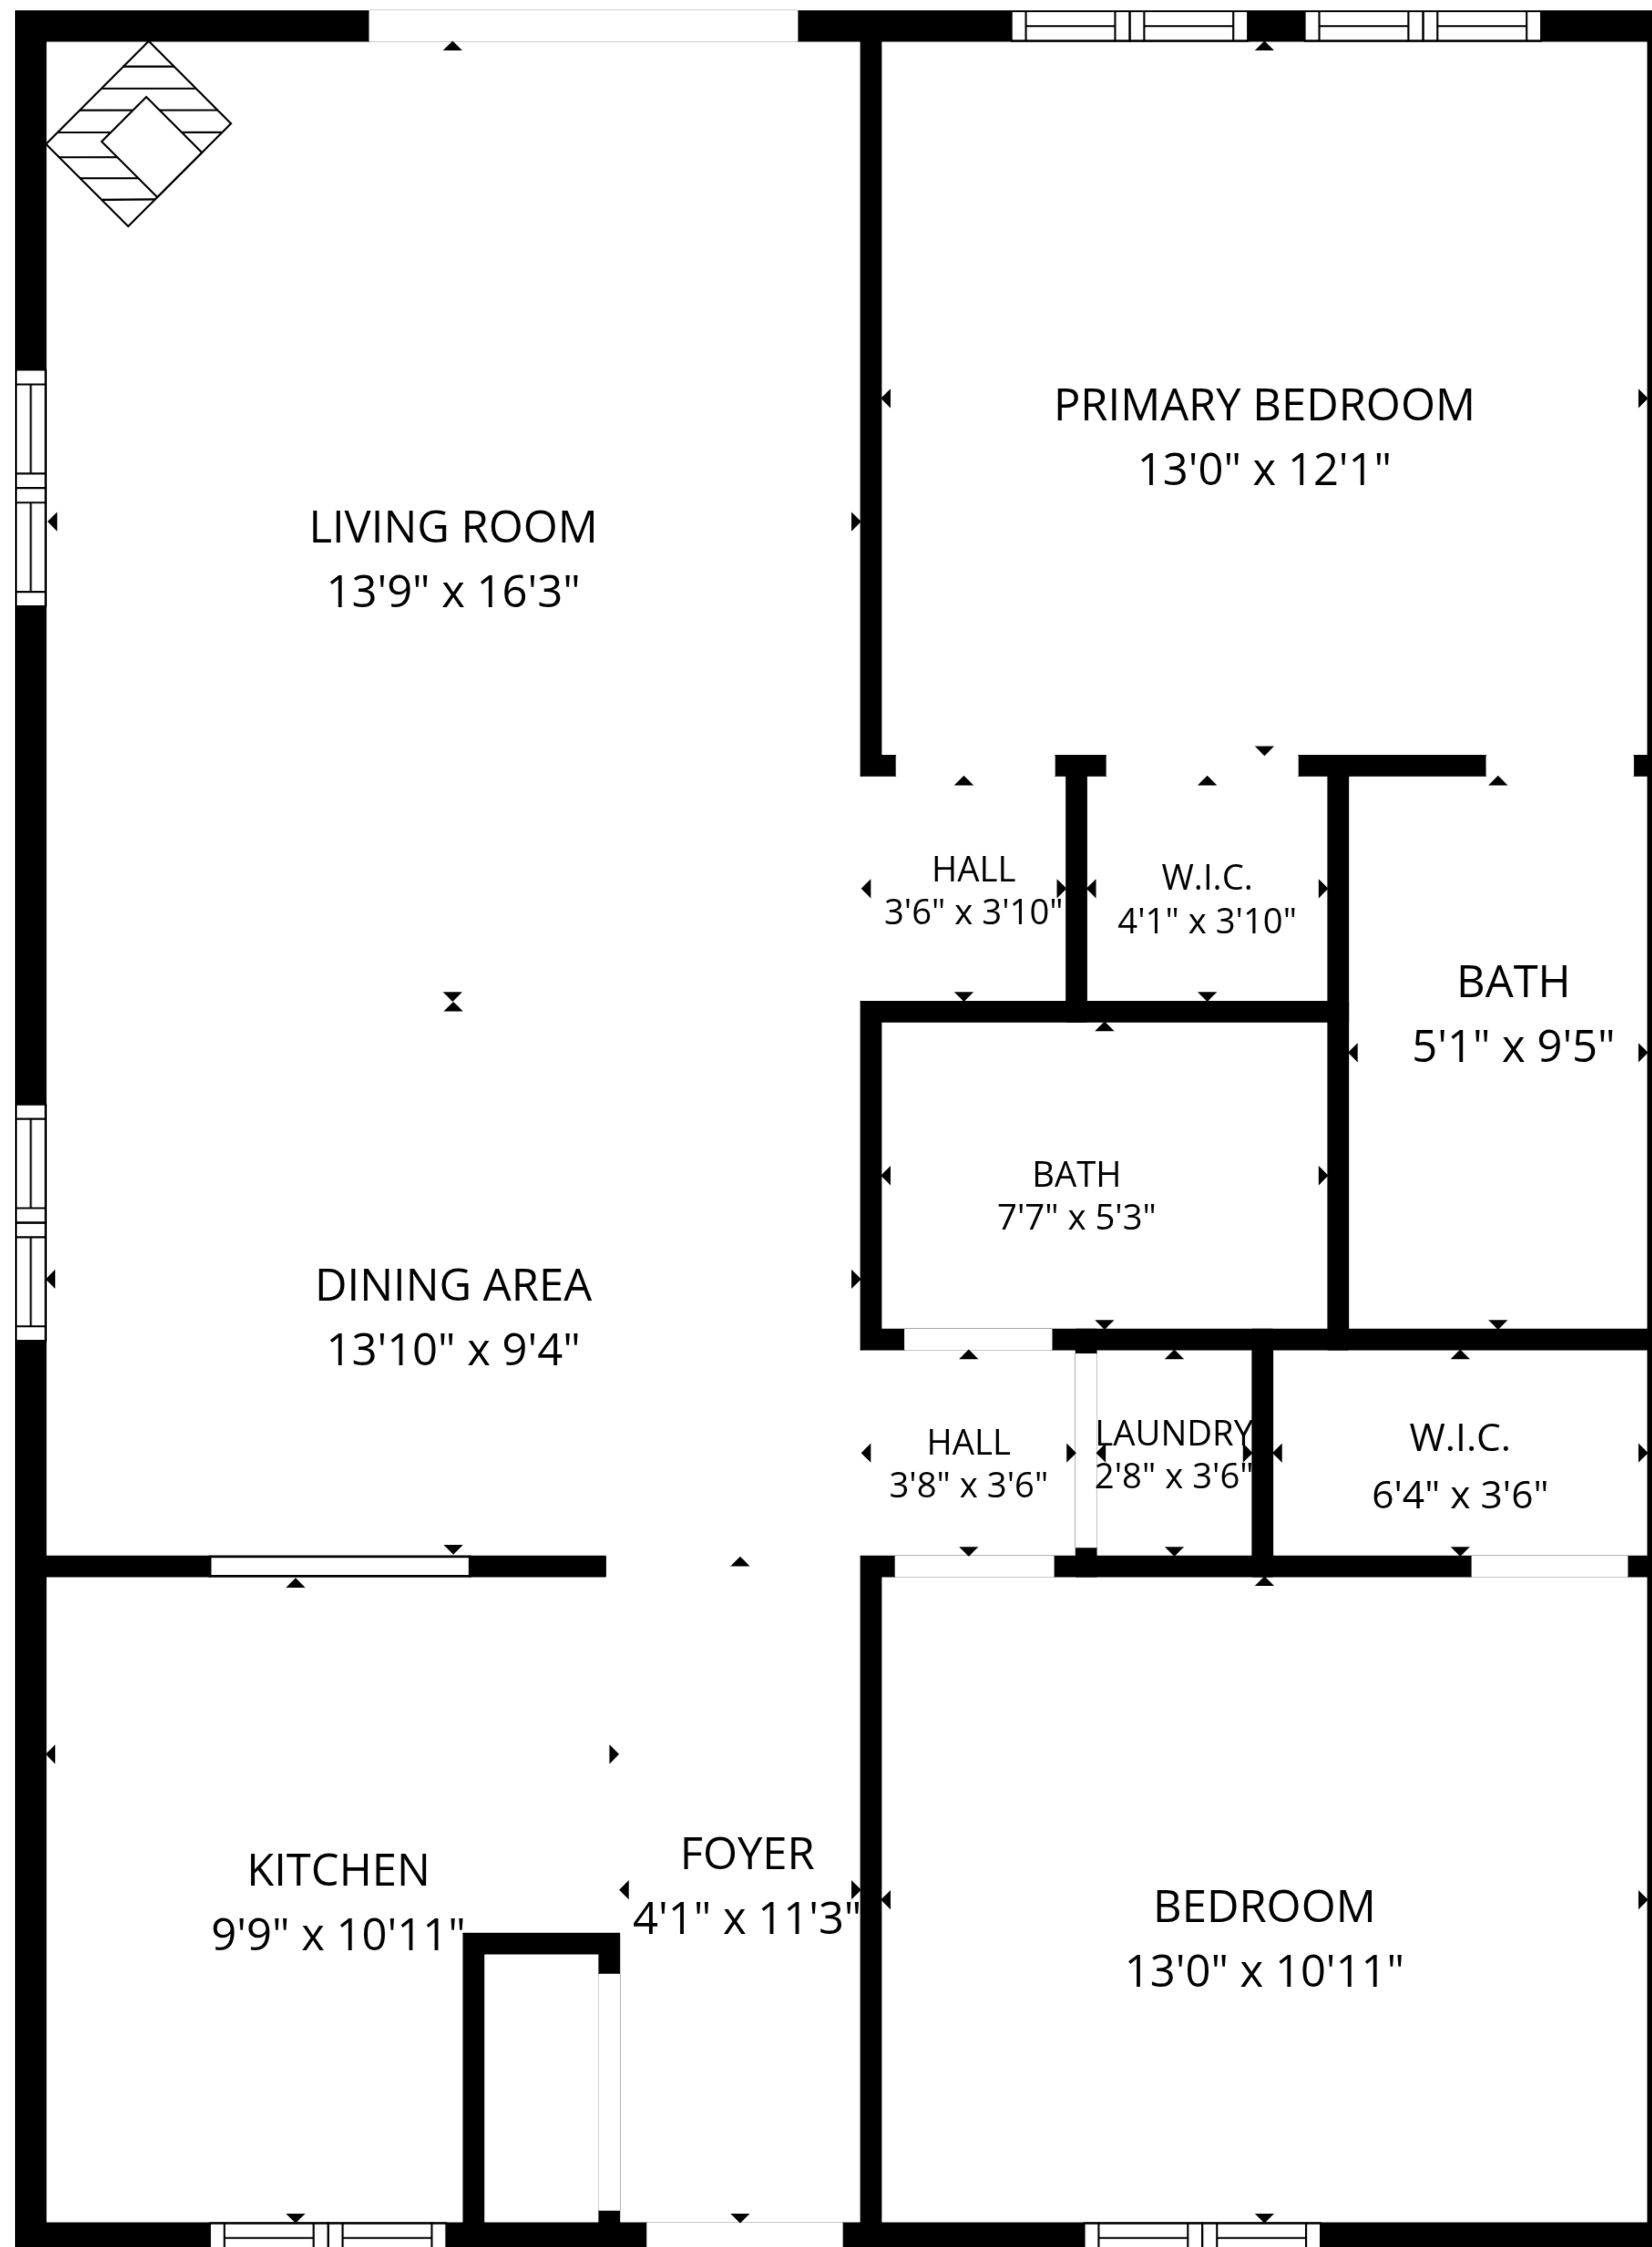 PRIMARY BEDROOM
13'0" x 12'1"
LIVING ROOM
13'9" x 16'3"
HALL
3'6" x 3'10"
W.I.C.
4'1" x 3'10"
BATH
5'1" x 9'5"
BATH
7'7" x 5'3"
DINING AREA
13'10" x 9'4"
HALL
3'8" x 3'6"
LAUNDRY
2'8" x 3'6"
W.I.C.
6'4" x 3'6"
KITCHEN
9'9" x 10'11"
FOYER
4'1" x 11'3"
BEDROOM
13'0" x 10'11"